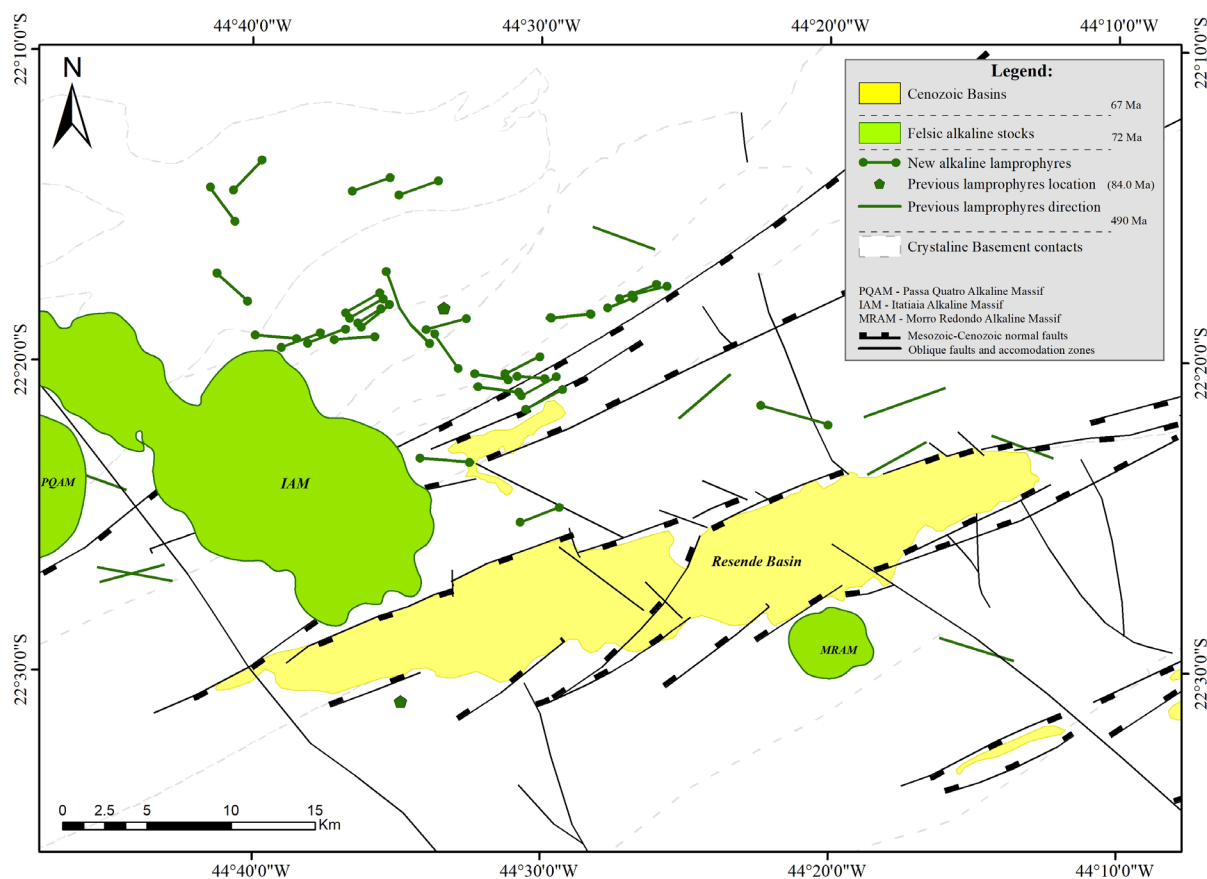 44°40'0"W
44°30'0"W
44°20'0"W
44°10'0"W
22°10'0"S
22°10'0"S
N
Legend:
Cenozoic Basins
67 Ma
Felsic alkaline stocks
72 Ma
New alkaline lamprophyres
Previous lamprophyres location
(84.0 Ma)
Previous lamprophyres direction
490 Ma
Crystaline Basement contacts
PQAM - Passa Quatro Alkaline Massif
IAM - Itatiaia Alkaline Massif
MRAM - Morro Redondo Alkaline Massif
Mesozoic-Cenozoic normal faults
Oblique faults and accomodation zones
22°20'0"S
22°20'0"S
PQAM
IAM
Resende Basin
MRAM
22°30'0"S
22°30'0"S
0 2.5 5 10 15
Km
44°40'0"W
44°30'0"W
44°20'0"W
44°10'0"W